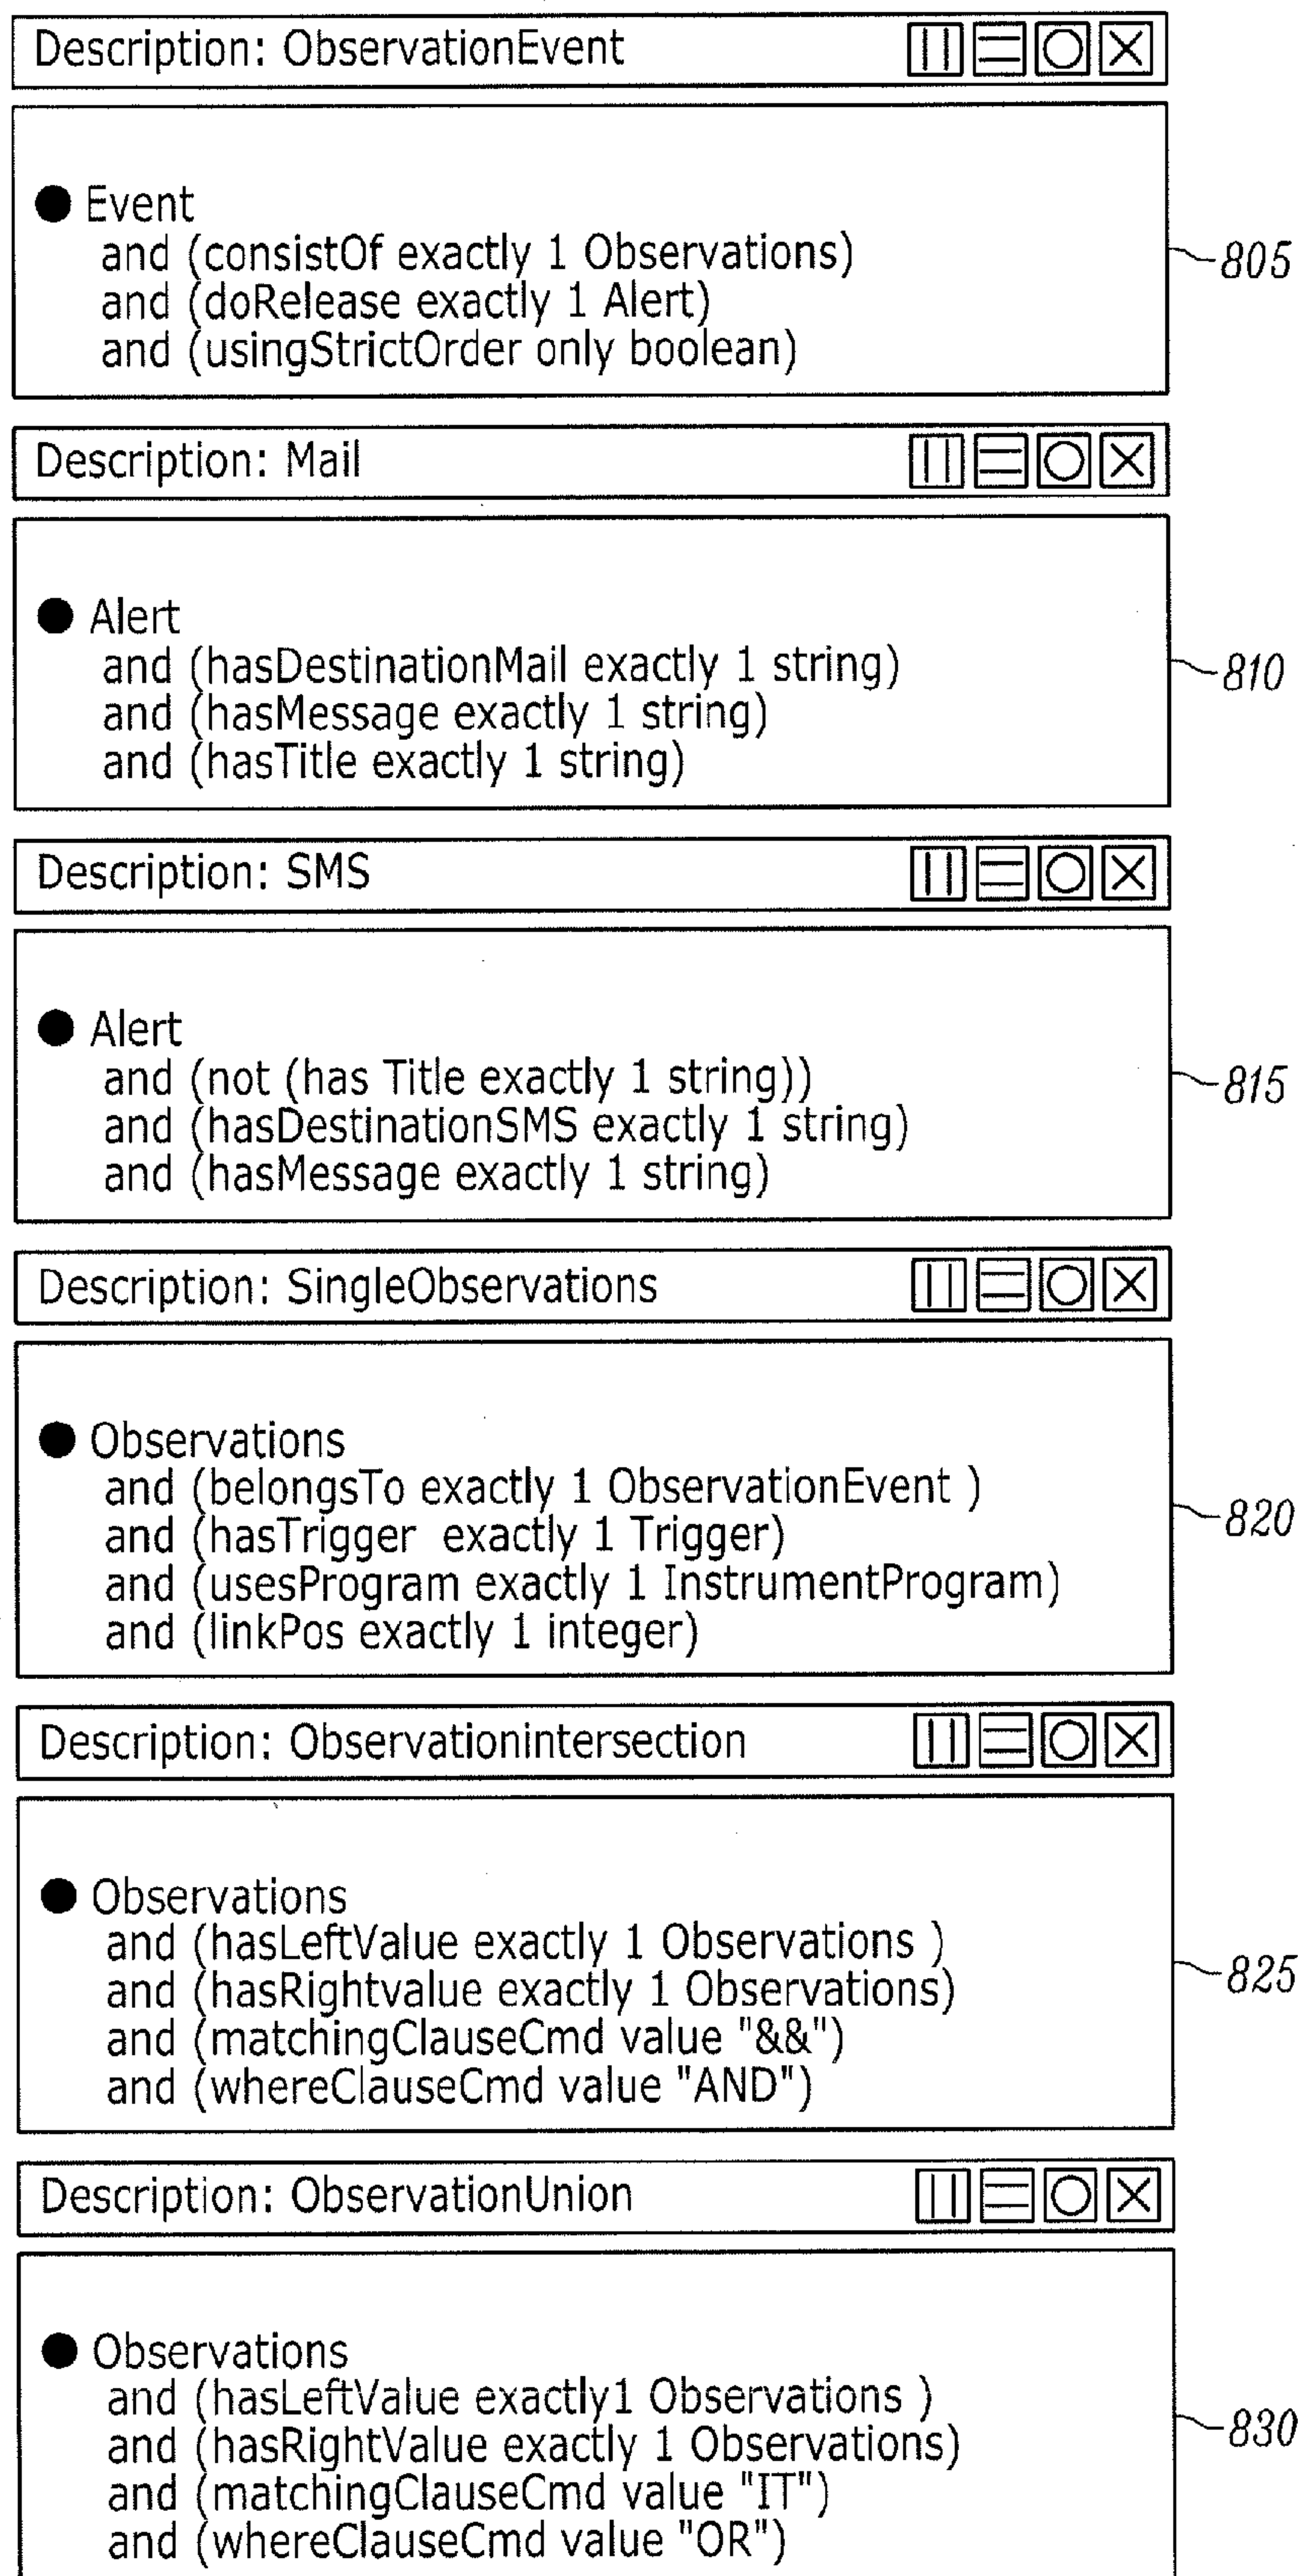 Description: ObservationEvent
● Event
and (consistOf exactly 1 Observations)
and (doRelease exactly 1 Alert)
and (usingStrictOrder only boolean)
805
Description: Mail
● Alert
and (hasDestinationMail exactly 1 string)
and (hasMessage exactly 1 string)
and (hasTitle exactly 1 string)
810
Description: SMS
● Alert
and (not (has Title exactly 1 string))
and (hasDestinationSMS exactly 1 string)
and (hasMessage exactly 1 string)
815
Description: SingleObservations
● Observations
and (belongsTo exactly 1 ObservationEvent )
and (hasTrigger exactly 1 Trigger)
and (usesProgram exactly 1 InstrumentProgram)
and (linkPos exactly 1 integer)
820
Description: Observationintersection
● Observations
and (hasLeftValue exactly 1 Observations )
and (hasRightvalue exactly 1 Observations)
and (matchingClauseCmd value "&&")
and (whereClauseCmd value "AND")
825
Description: ObservationUnion
● Observations
and (hasLeftValue exactly1 Observations )
and (hasRightValue exactly 1 Observations)
and (matchingClauseCmd value "IT")
and (whereClauseCmd value "OR")
830